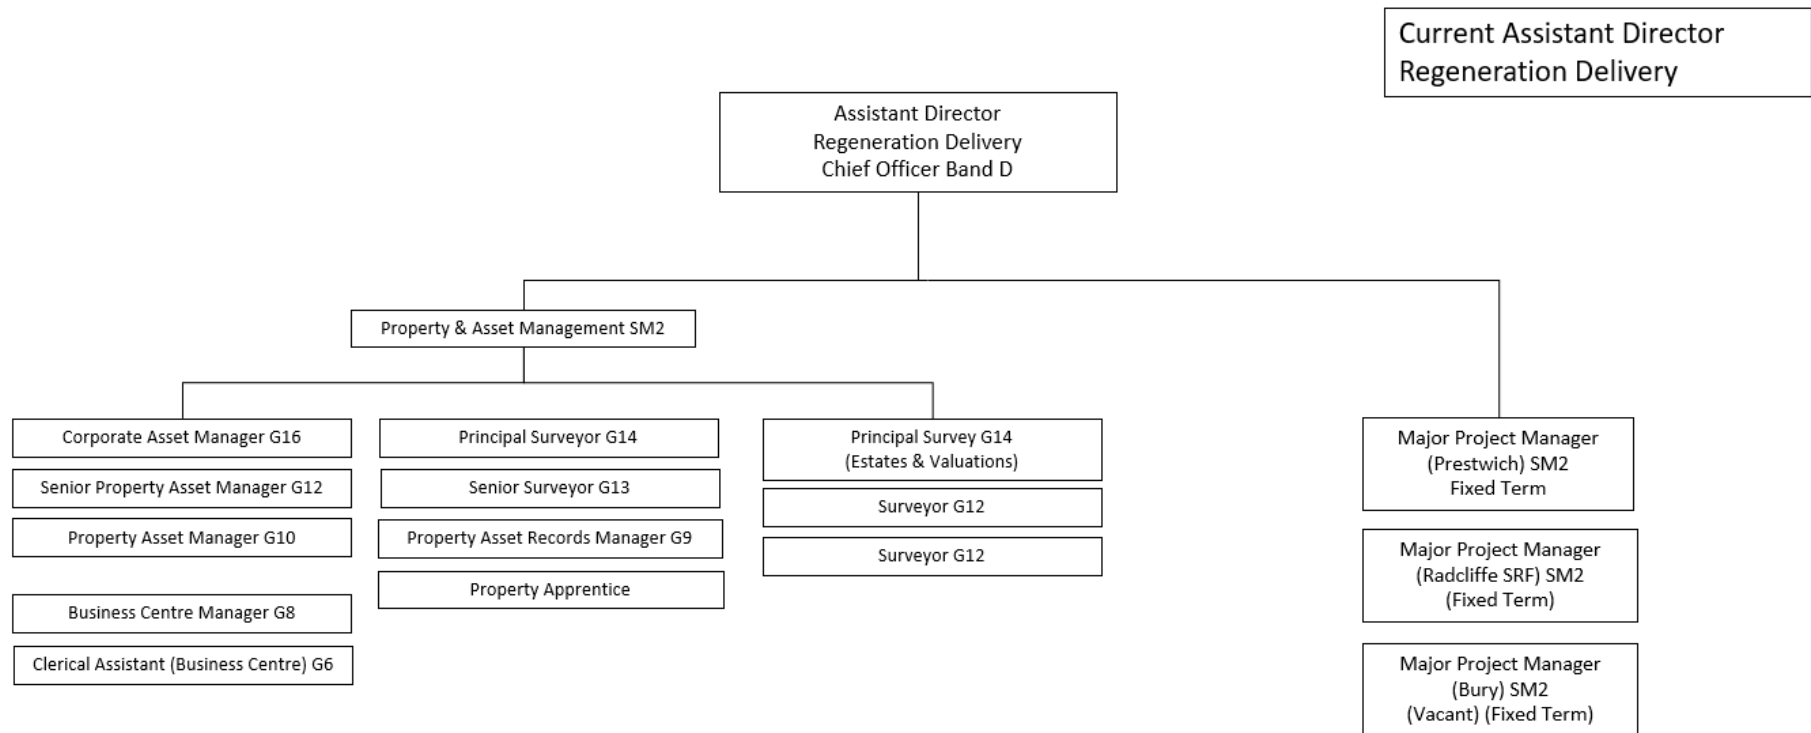 Current Assistant Director
Regeneration Delivery
Assistant Director
Regeneration Delivery
Chief Officer Band D
Property & Asset Management SM2
Corporate Asset Manager G16
Senior Property Asset Manager G12
Property Asset Manager G10
Business Centre Manager G8
Clerical Assistant (Business Centre) G6
Principal Surveyor G14
Senior Surveyor G13
Property Asset Records Manager G9
Property Apprentice
Principal Survey G14
(Estates & Valuations)
Surveyor G12
Surveyor G12
Major Project Manager
(Prestwich) SM2
Fixed Term
Major Project Manager
(Radcliffe SRF) SM2
(Fixed Term)
Major Project Manager
(Bury) SM2
(Vacant) (Fixed Term)